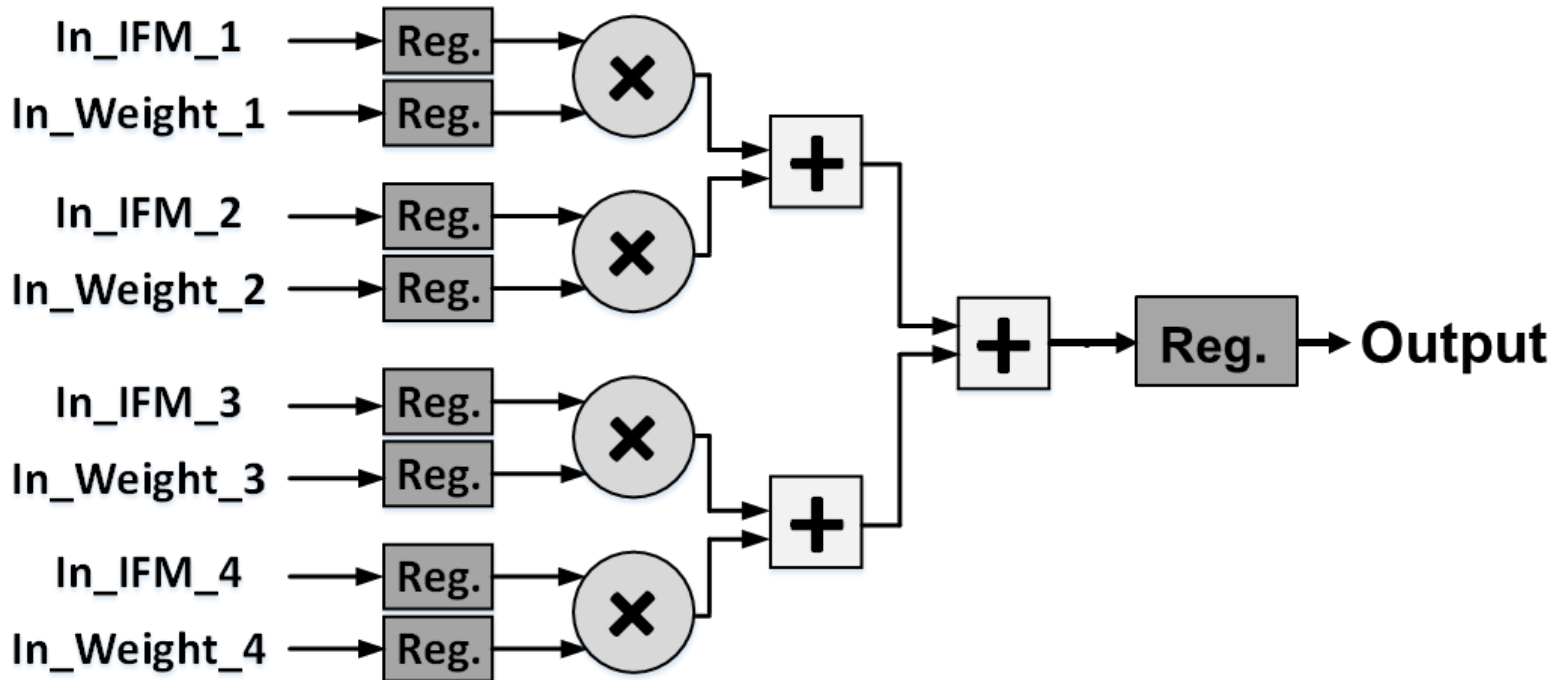 In_IFM_1
Reg.
In_Weight_1
Reg.
In_IFM_2
Reg.
In_Weight_2
Reg.
In_IFM_3
Reg.
In_Weight_3
Reg.
In_IFM_4
Reg.
In_Weight_4
Reg.
Reg.
Output